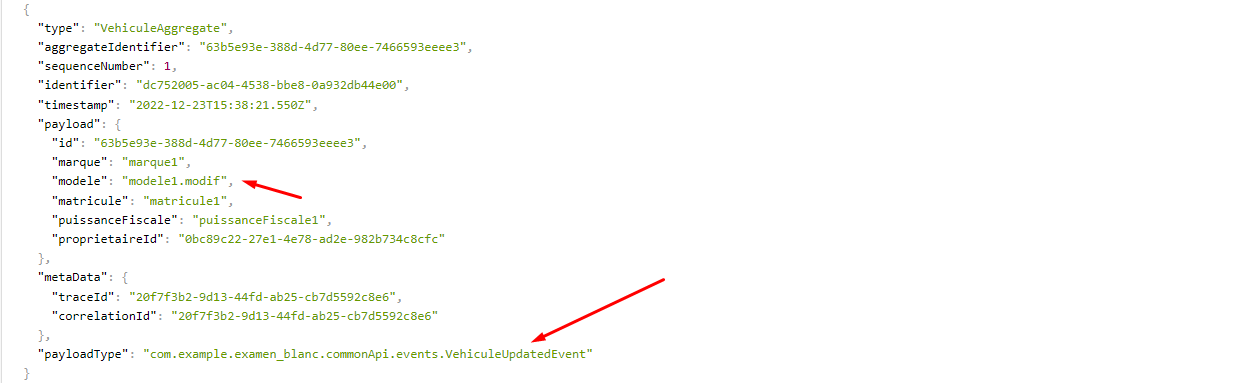 {
"type": "VehiculeAggregate",
"aggregateIdentifier": "63b5e93e-388d-4d77-80ee-7466593eeee3",
"sequenceNumber": 1,
"identifier": "dc752005-ac04-4538-bbe8-0a932db44e00",
"timestamp": "2022-12-23T15:38:21.550Z",
"payload": {
"id": "63b5e93e-388d-4d77-80ee-7466593eeee3",
"marque": "marque1",
"modele": "modele1.modif",
"matricule": "matricule1",
"puissanceFiscale": "puissanceFiscale1",
"proprietaireId": "0bc89c22-27e1-4e78-ad2e-982b734c8cfc"
},
"metaData": {
"traceId": "20f7f3b2-9d13-44fd-ab25-cb7d5592c8e6",
"correlationId": "20f7f3b2-9d13-44fd-ab25-cb7d5592c8e6"
},
"payloadType": "com.example.examen_blanc.commonApi.events.VehiculeUpdatedEvent"
}